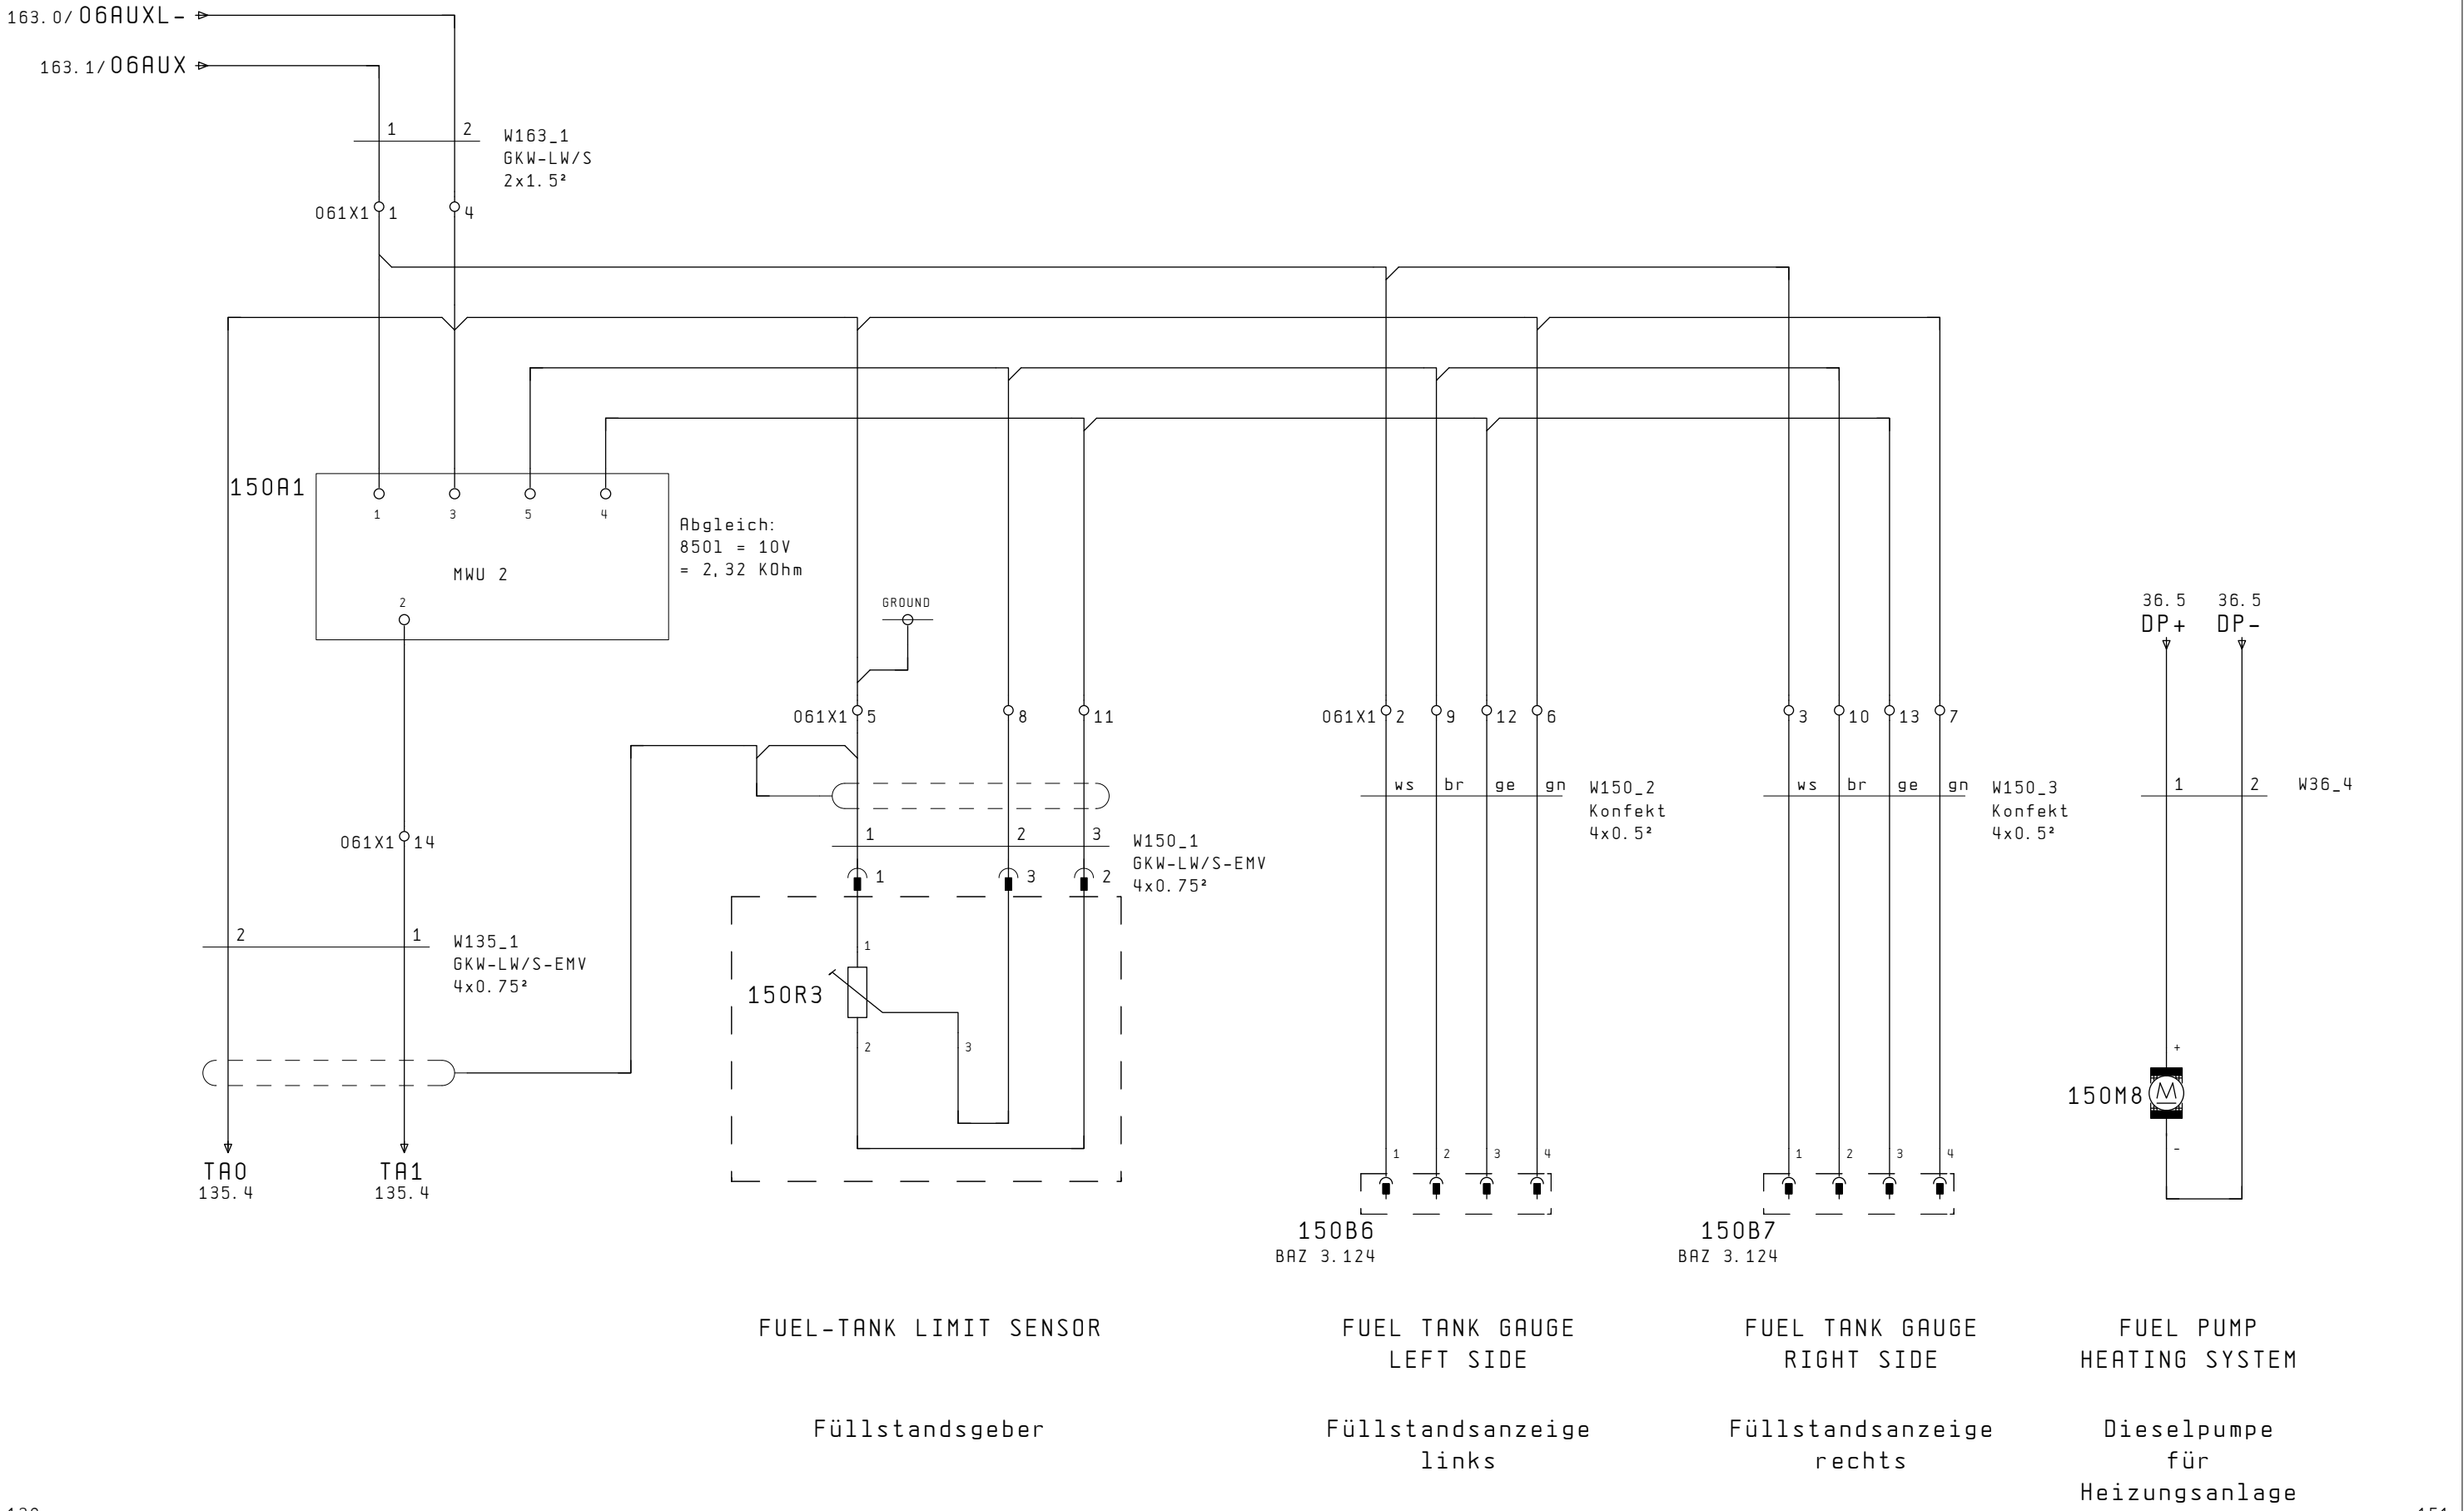 163.0/06AUXL-
163.1/06AUX
1 2
W163_1
GKW-LW/S
2x1.5²
061X1 1 4
150A1
1 3 5 4
MWU 2
2
Abgleich:
850l = 10V
= 2,32 KOhm
GROUND
36.5 36.5
DP+ DP-
061X1 5 8 11
061X1 2 9 12 6
3 10 13 7
ws br ge gn
W150_2
Konfekt
4x0.5²
ws br ge gn
W150_3
Konfekt
4x0.5²
1 2 W36_4
061X1 14
1 2 3
W150_1
GKW-LW/S-EMV
4x0.75²
1 3 2
2 1
W135_1
GKW-LW/S-EMV
4x0.75²
1
150R3
2 3
+
150M8
M
-
TA0 TA1
135.4 135.4
1 2 3 4
150B6
BAZ 3.124
1 2 3 4
150B7
BAZ 3.124
FUEL-TANK LIMIT SENSOR
FUEL TANK GAUGE
LEFT SIDE
FUEL TANK GAUGE
RIGHT SIDE
FUEL PUMP
HEATING SYSTEM
Füllstandsgeber
Füllstandsanzeige
links
Füllstandsanzeige
rechts
Dieselpumpe
für
Heizungsanlage